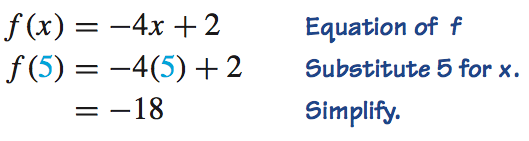 f(x) = −4x + 2 Equation of f
f(5) = −4(5) + 2 Substitute 5 for x.
= −18 Simplify.